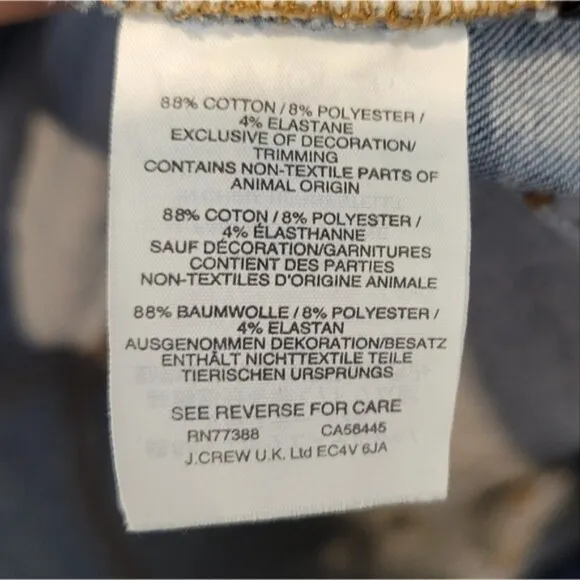 88% COTTON / 8% POLYESTER /
4% ELASTANE
EXCLUSIVE OF DECORATION/
TRIMMING
CONTAINS NON-TEXTILE PARTS OF
ANIMAL ORIGIN
88% COTON / 8% POLYESTER /
4% ÉLASTHANNE
SAUF DÉCORATION/GARNITURES
CONTIENT DES PARTIES
NON-TEXTILES D'ORIGINE ANIMALE
88% BAUMWOLLE / 8% POLYESTER /
4% ELASTAN
AUSGENOMMEN DEKORATION/BESATZ
ENTHÄLT NICHTTEXTILE TEILE
TIERISCHEN URSPRUNGS
SEE REVERSE FOR CARE
RN77388 CA56445
J.CREW U.K. Ltd EC4V 6JA